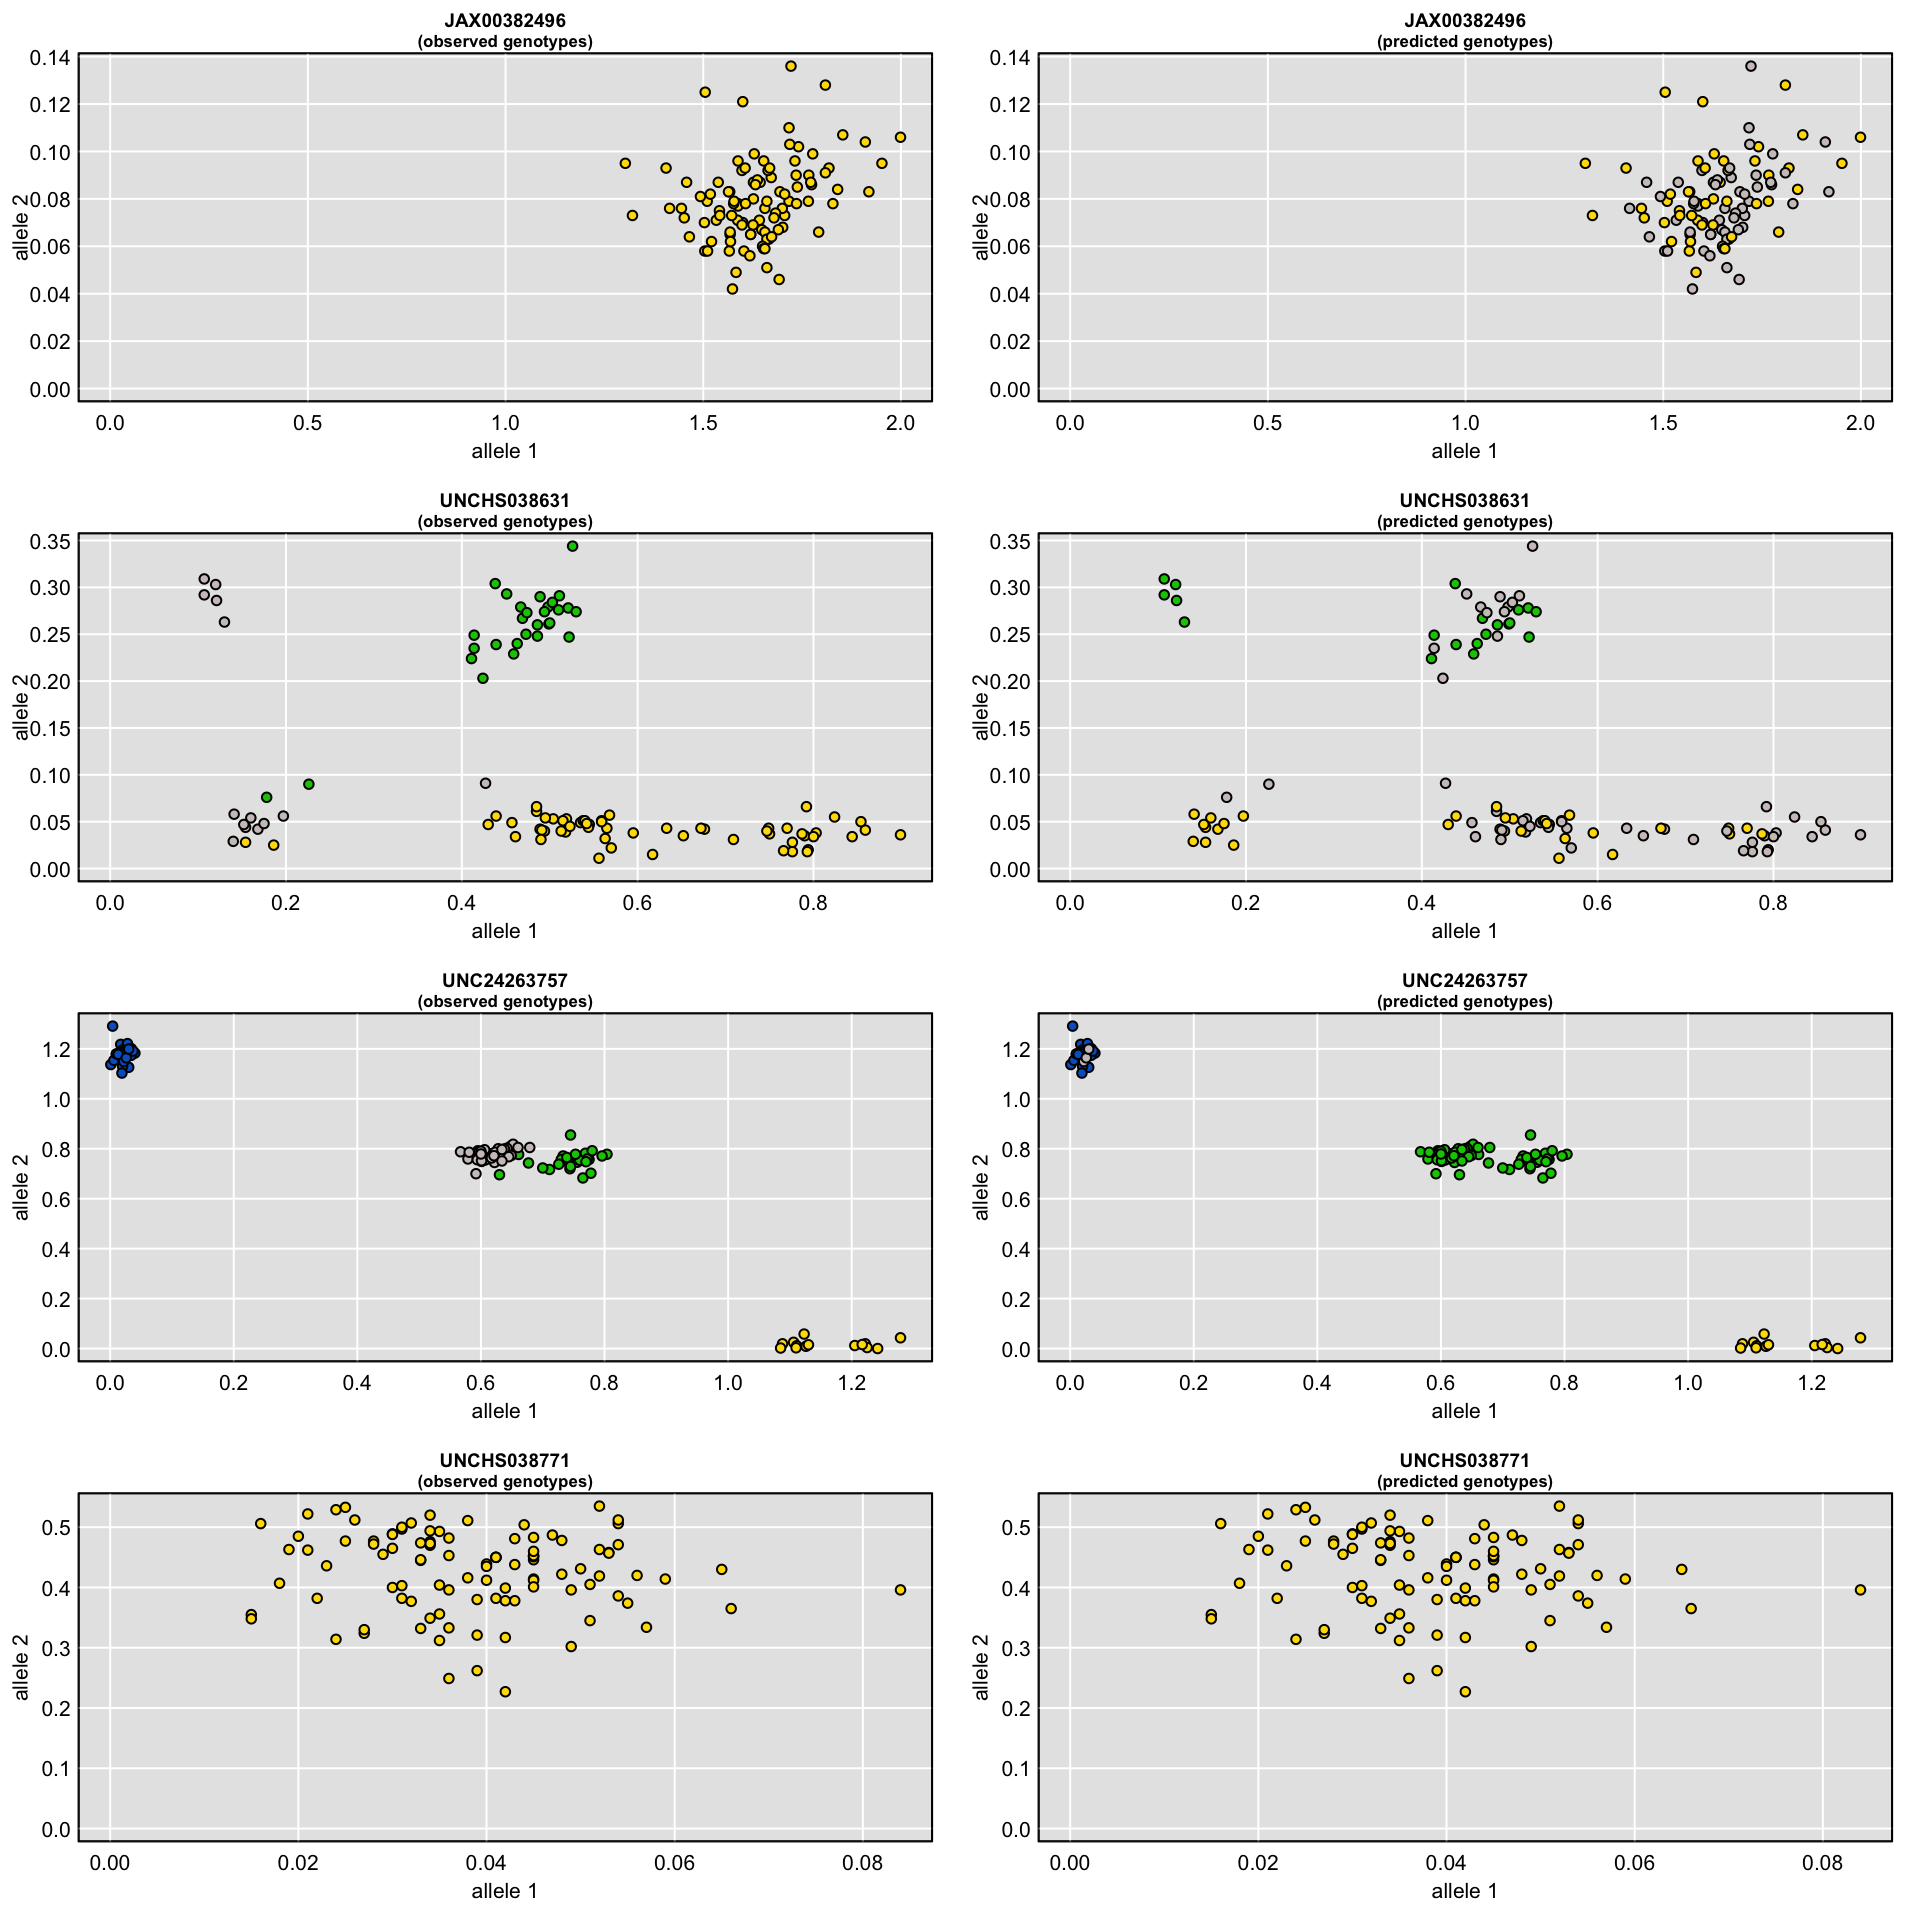 JAX00382496
(observed genotypes)
allele 2
0.14
0.12
0.10
0.08
0.06
0.04
0.02
0.00
0.0 0.5 1.0 1.5 2.0
allele 1
JAX00382496
(predicted genotypes)
allele 2
0.14
0.12
0.10
0.08
0.06
0.04
0.02
0.00
0.0 0.5 1.0 1.5 2.0
allele 1
UNCHS038631
(observed genotypes)
allele 2
0.35
0.30
0.25
0.20
0.15
0.10
0.05
0.00
0.0 0.2 0.4 0.6 0.8
allele 1
UNCHS038631
(predicted genotypes)
allele 2
0.35
0.30
0.25
0.20
0.15
0.10
0.05
0.00
0.0 0.2 0.4 0.6 0.8
allele 1
UNC24263757
(observed genotypes)
allele 2
1.2
1.0
0.8
0.6
0.4
0.2
0.0
0.0 0.2 0.4 0.6 0.8 1.0 1.2
allele 1
UNC24263757
(predicted genotypes)
allele 2
1.2
1.0
0.8
0.6
0.4
0.2
0.0
0.0 0.2 0.4 0.6 0.8 1.0 1.2
allele 1
UNCHS038771
(observed genotypes)
allele 2
0.5
0.4
0.3
0.2
0.1
0.0
0.00 0.02 0.04 0.06 0.08
allele 1
UNCHS038771
(predicted genotypes)
allele 2
0.5
0.4
0.3
0.2
0.1
0.0
0.00 0.02 0.04 0.06 0.08
allele 1